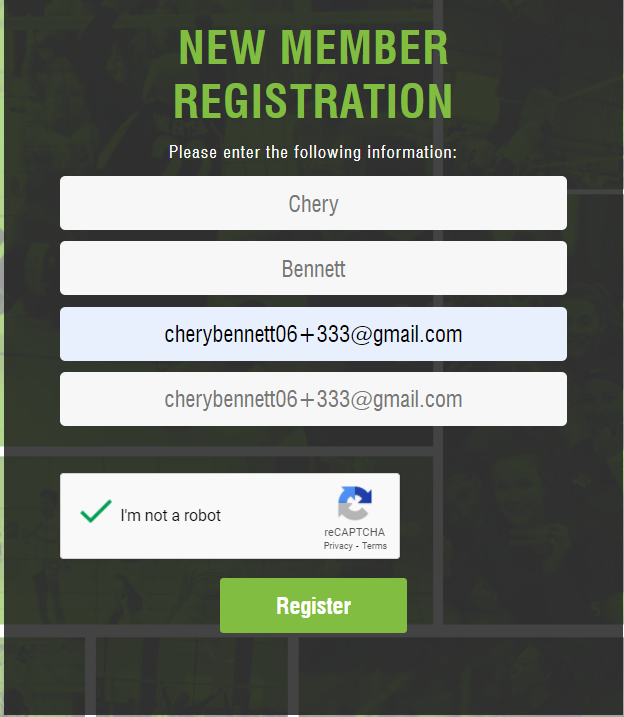 NEW MEMBER
REGISTRATION
Please enter the following information:
Chery
Bennett
cherybennett06+333@gmail.com
cherybennett06+333@gmail.com
I'm not a robot
reCAPTCHA
Privacy - Terms
Register